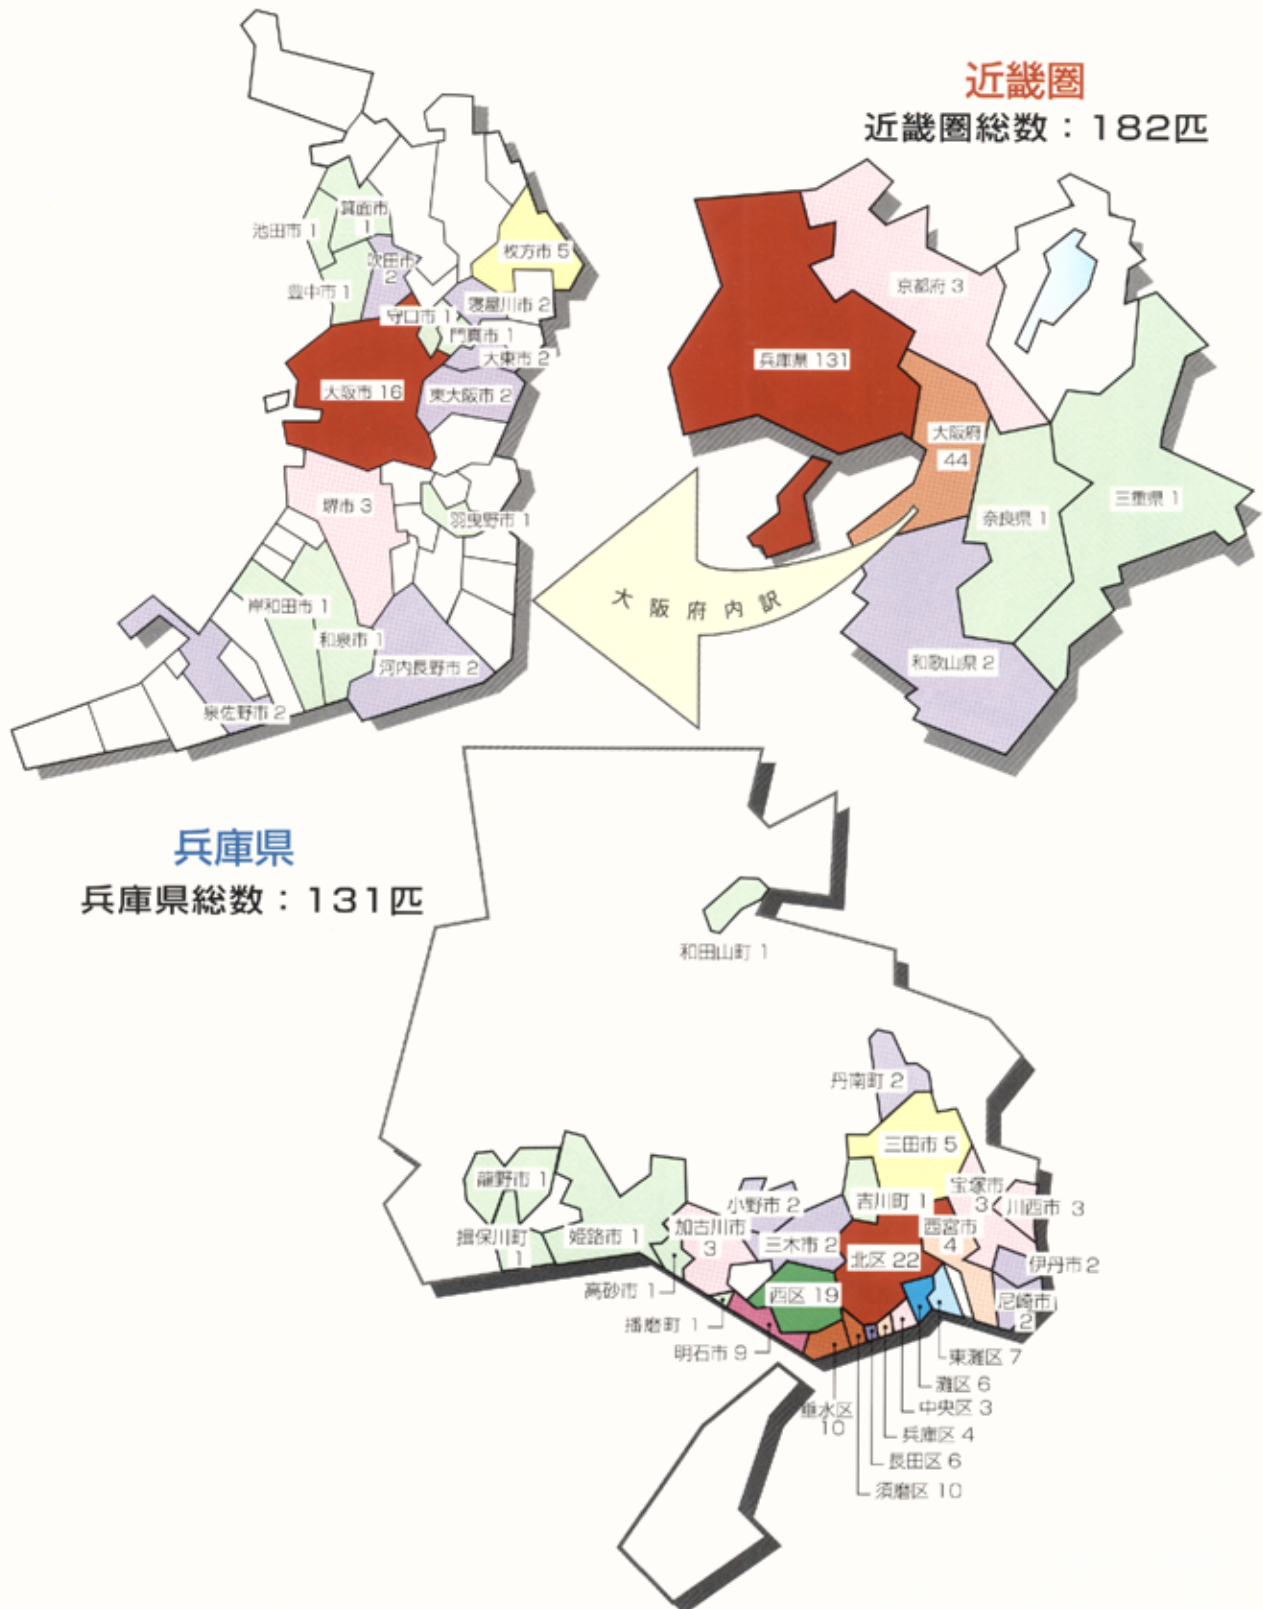 近畿圏
近畿圏総数：182匹
箕面市
1
池田市 1
吹田市
2
豊中市 1
枚方市 5
寝屋川市 2
守口市 1
門真市 1
大東市 2
大阪市 16
東大阪市 2
堺市 3
羽曳野市 1
岸和田市 1
和泉市 1
河内長野市 2
泉佐野市 2
京都府 3
兵庫県 131
大阪府
44
奈良県 1
三重県 1
和歌山県 2
大阪府内訳
兵庫県
兵庫県総数：131匹
和田山町 1
丹南町 2
三田市 5
龍野市 1
揖保川町
1
姫路市 1
加古川市
3
小野市 2
三木市 2
吉川町 1
宝塚市
3
川西市 3
西宮市
4
北区 22
伊丹市 2
尼崎市
2
高砂市 1
西区 19
播磨町 1
明石市 9
東灘区 7
灘区 6
中央区 3
垂水区
10
兵庫区 4
長田区 6
須磨区 10